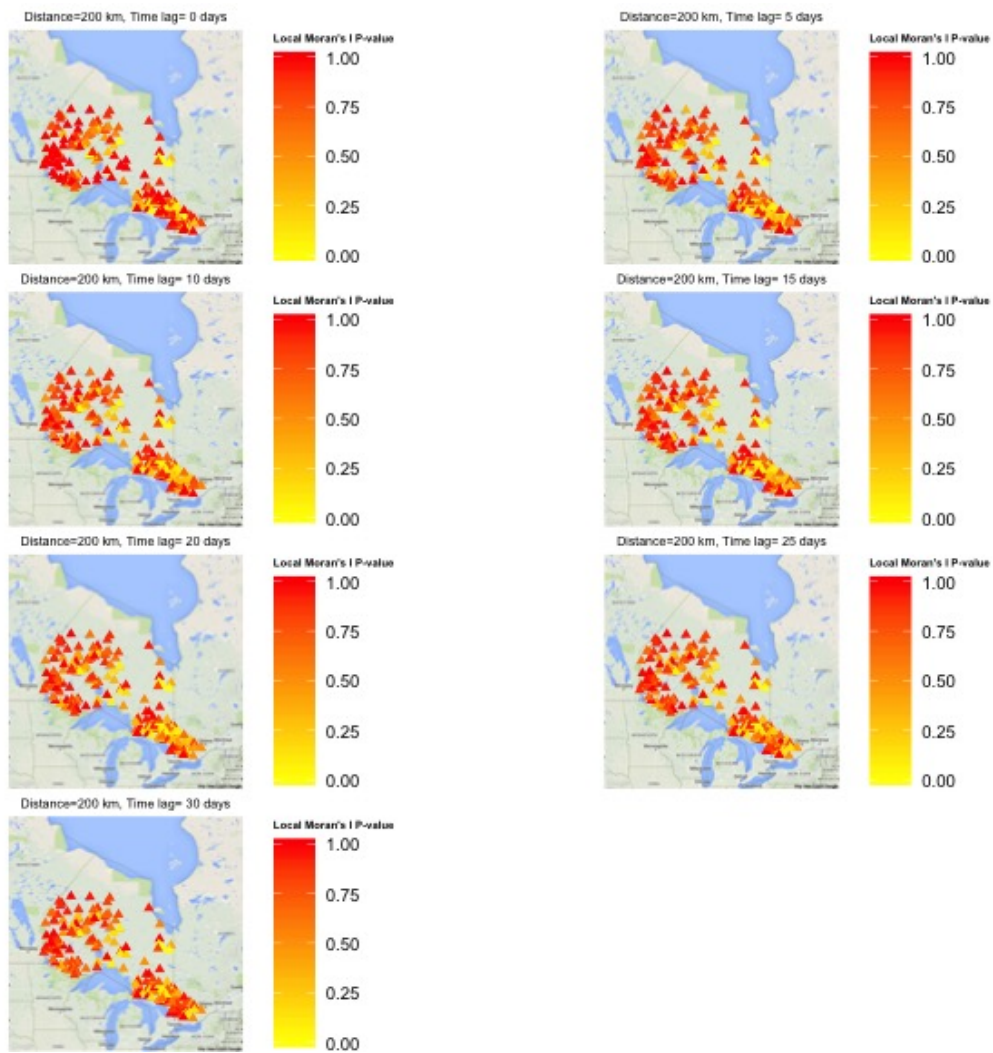 Distance=200 km, Time lag= 0 days
Local Moran's I P-value
1.00
0.75
0.50
0.25
0.00
Distance=200 km, Time lag= 5 days
Local Moran's I P-value
1.00
0.75
0.50
0.25
0.00
Distance=200 km, Time lag= 10 days
Local Moran's I P-value
1.00
0.75
0.50
0.25
0.00
Distance=200 km, Time lag= 15 days
Local Moran's I P-value
1.00
0.75
0.50
0.25
0.00
Distance=200 km, Time lag= 20 days
Local Moran's I P-value
1.00
0.75
0.50
0.25
0.00
Distance=200 km, Time lag= 25 days
Local Moran's I P-value
1.00
0.75
0.50
0.25
0.00
Distance=200 km, Time lag= 30 days
Local Moran's I P-value
1.00
0.75
0.50
0.25
0.00